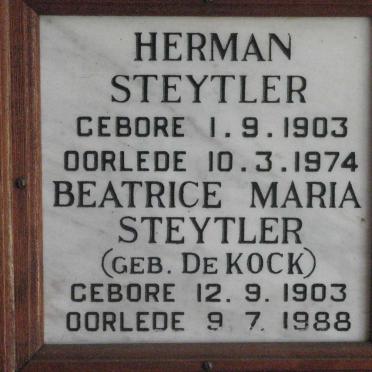 HERMAN
STEYTLER
GEBORE 1.9.1903
OORLEDE 10.3.1974
BEATRICE MARIA
STEYTLER
(GEB. DE KOCK)
GEBORE 12.9.1903
OORLEDE 9 7.1988